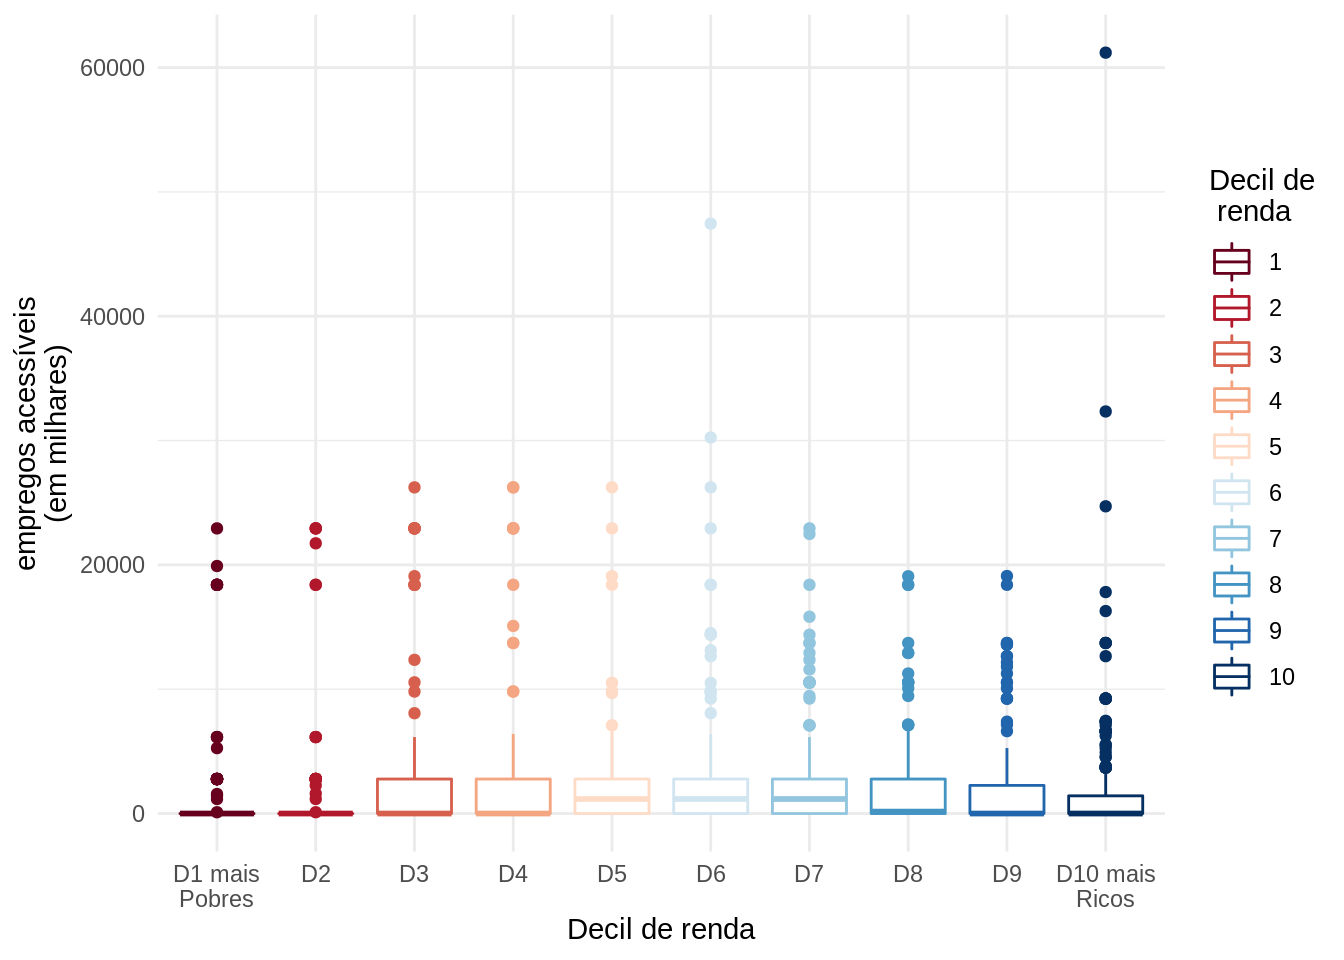 60000
40000
20000
0
empregos acessíveis
(em milhares)
D1 mais
Pobres
D2
D3
D4
D5
D6
D7
D8
D9
D10 mais
Ricos
Decil de renda
Decil de
renda
1
2
3
4
5
6
7
8
9
10